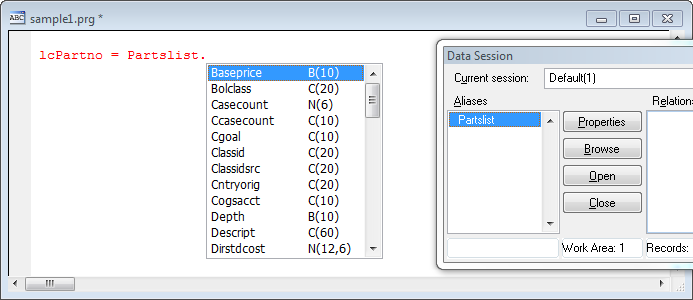 ABC sample1.prg *
lcPartno = Partslist.
Baseprice B(10)
Bolclass C(20)
Casecount N(6)
Ccasecount C(10)
Cgoal C(10)
Classid C(20)
Classidsrc C(20)
Cntryorig C(20)
Cogsacct C(10)
Depth B(10)
Descript C(60)
Dirstdcost N(12,6)
Data Session
Current session: Default(1)
Aliases Relation
Partslist
Properties
Browse
Open
Close
Work Area: 1 Records: